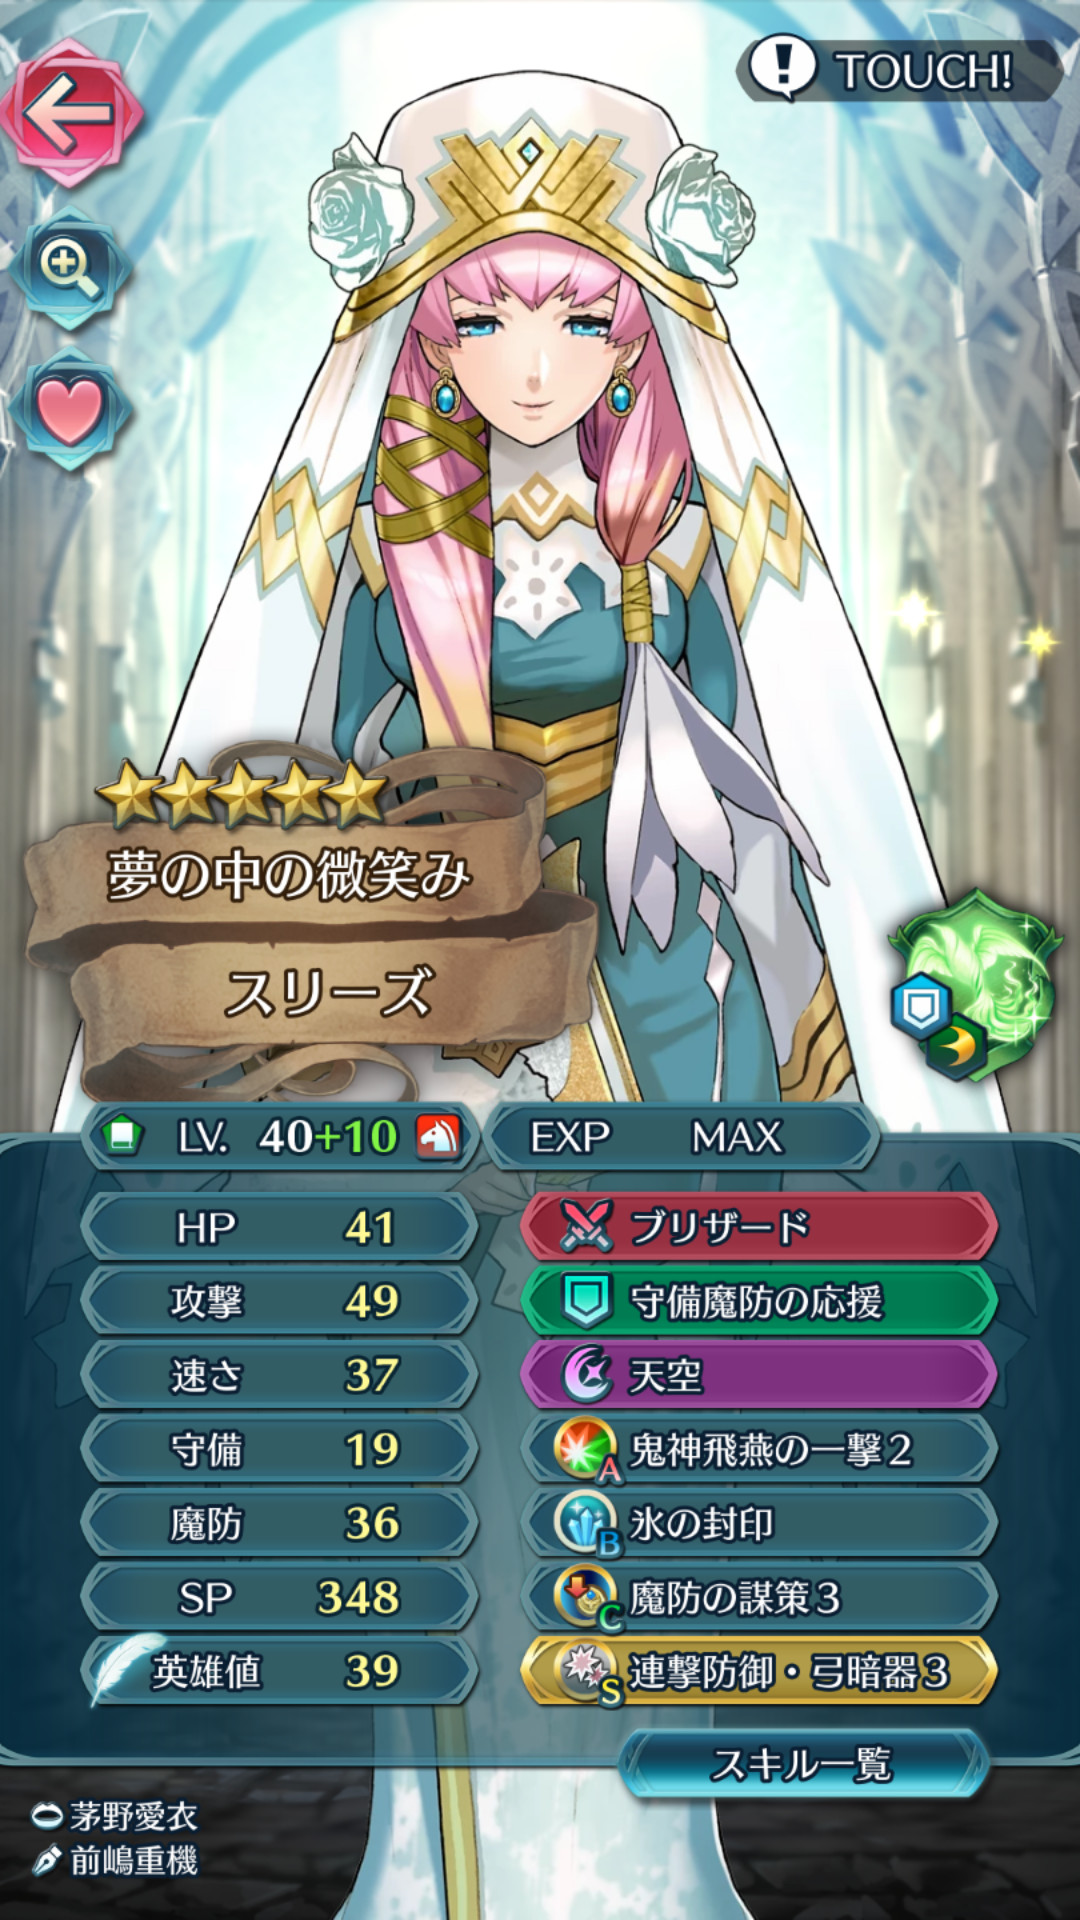 TOUCH!
夢の中の微笑み
スリーズ
LV. 40+10
EXP MAX
HP 41
攻撃 49
速さ 37
守備 19
魔防 36
SP 348
英雄値 39
ブリザード
守備魔防の応援
天空
鬼神飛燕の一撃2
A
氷の封印
B
魔防の謀策3
C
連撃防御・弓暗器3
S
スキル一覧
茅野愛衣
前嶋重機